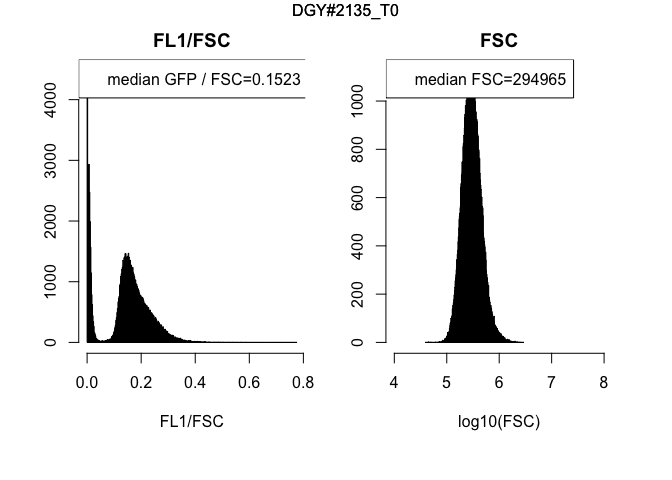 DGY#2135_T0
FL1/FSC
median GFP / FSC=0.1523
4000
3000
2000
1000
0
0.0 0.2 0.4 0.6 0.8
FL1/FSC
FSC
median FSC=294965
1000
800
600
400
200
0
4 5 6 7 8
log10(FSC)